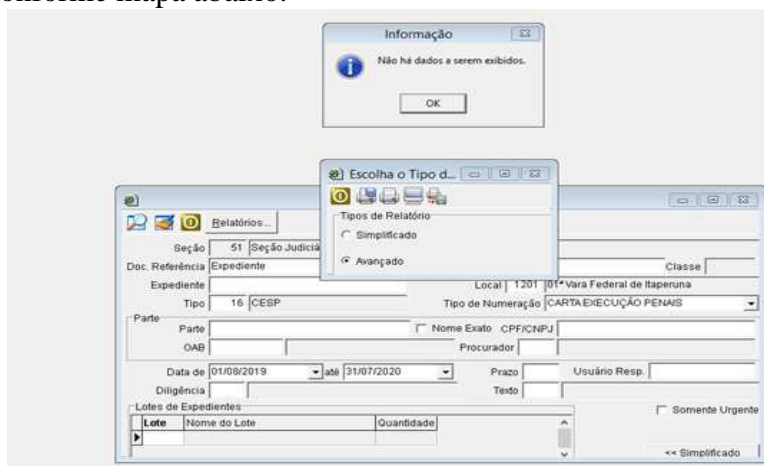 onforme mapa abaixo:
Informação
Não há dados a serem exibidos.
OK
Escolha o Tipo d...
Relatórios...
Tipos de Relatório
Simplificado
Avançado
Seção 51 Seção Judiciá
Doc. Referência Expediente Classe
Expediente Local 1201 01ª Vara Federal de Itaperuna
Tipo 16 CESP Tipo de Numeração CARTA EXECUÇÃO PENAIS
Parte
Parte Nome Exato CPF/CNPJ
OAB Procurador
Data de 01/08/2019 até 31/07/2020 Prazo Usuário Resp.
Diligência Texto
Lotes de Expedientes Somente Urgente
Lote Nome do Lote Quantidade
<< Simplificado